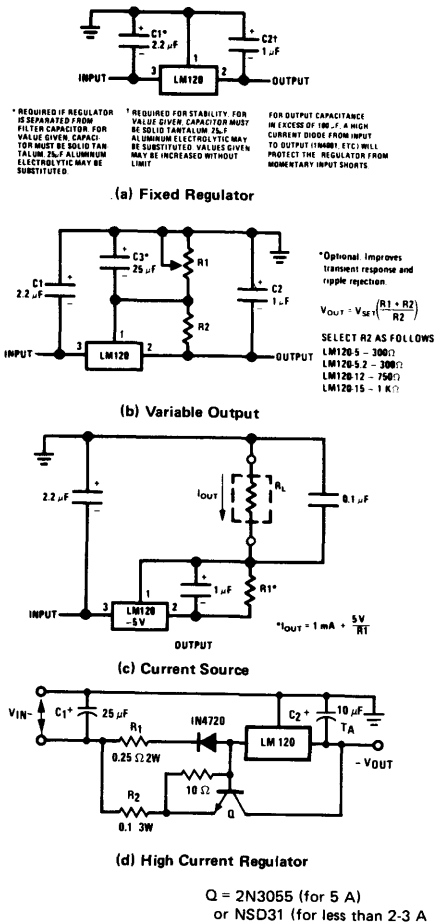 C1*
2.2 µF
C2†
1 µF
1
INPUT
3
LM120
2
OUTPUT
* REQUIRED IF REGULATOR
IS SEPARATED FROM
FILTER CAPACITOR. FOR
VALUE GIVEN, CAPACI-
TOR MUST BE SOLID TAN-
TALUM. 25µF ALUMINUM
ELECTROLYTIC MAY BE
SUBSTITUTED.
† REQUIRED FOR STABILITY. FOR
VALUE GIVEN, CAPACITOR MUST
BE SOLID TANTALUM. 25µF
ALUMINUM ELECTROLYTIC MAY
BE SUBSTITUTED. VALUES GIVEN
MAY BE INCREASED WITHOUT
LIMIT
FOR OUTPUT CAPACITANCE
IN EXCESS OF 100 µF, A HIGH
CURRENT DIODE FROM INPUT
TO OUTPUT (1N4001, ETC) WILL
PROTECT THE REGULATOR FROM
MOMENTARY INPUT SHORTS.
(a) Fixed Regulator
C1
2.2 µF
C3*
25 µF
R1
R2
C2
1 µF
1
INPUT
3
LM120
2
OUTPUT
*Optional. Improves
transient response and
ripple rejection.
VOUT = VSET(R1 + R2 / R2)
SELECT R2 AS FOLLOWS
LM120-5 – 300Ω
LM120-5.2 – 300Ω
LM120-12 – 750Ω
LM120-15 – 1 KΩ
(b) Variable Output
2.2 µF
IOUT
RL
0.1 µF
1
1 µF
R1*
INPUT
3
LM120
–5V
2
OUTPUT
*IOUT = 1 mA + 5V / R1
(c) Current Source
VIN-
C1+
25 µF
R1
0.25 Ω 2W
IN4720
LM 120
C2 +
10 µF
TA
- VOUT
10 Ω
R2
0.1 3W
Q
(d) High Current Regulator
Q = 2N3055 (for 5 A)
or NSD31 (for less than 2-3 A